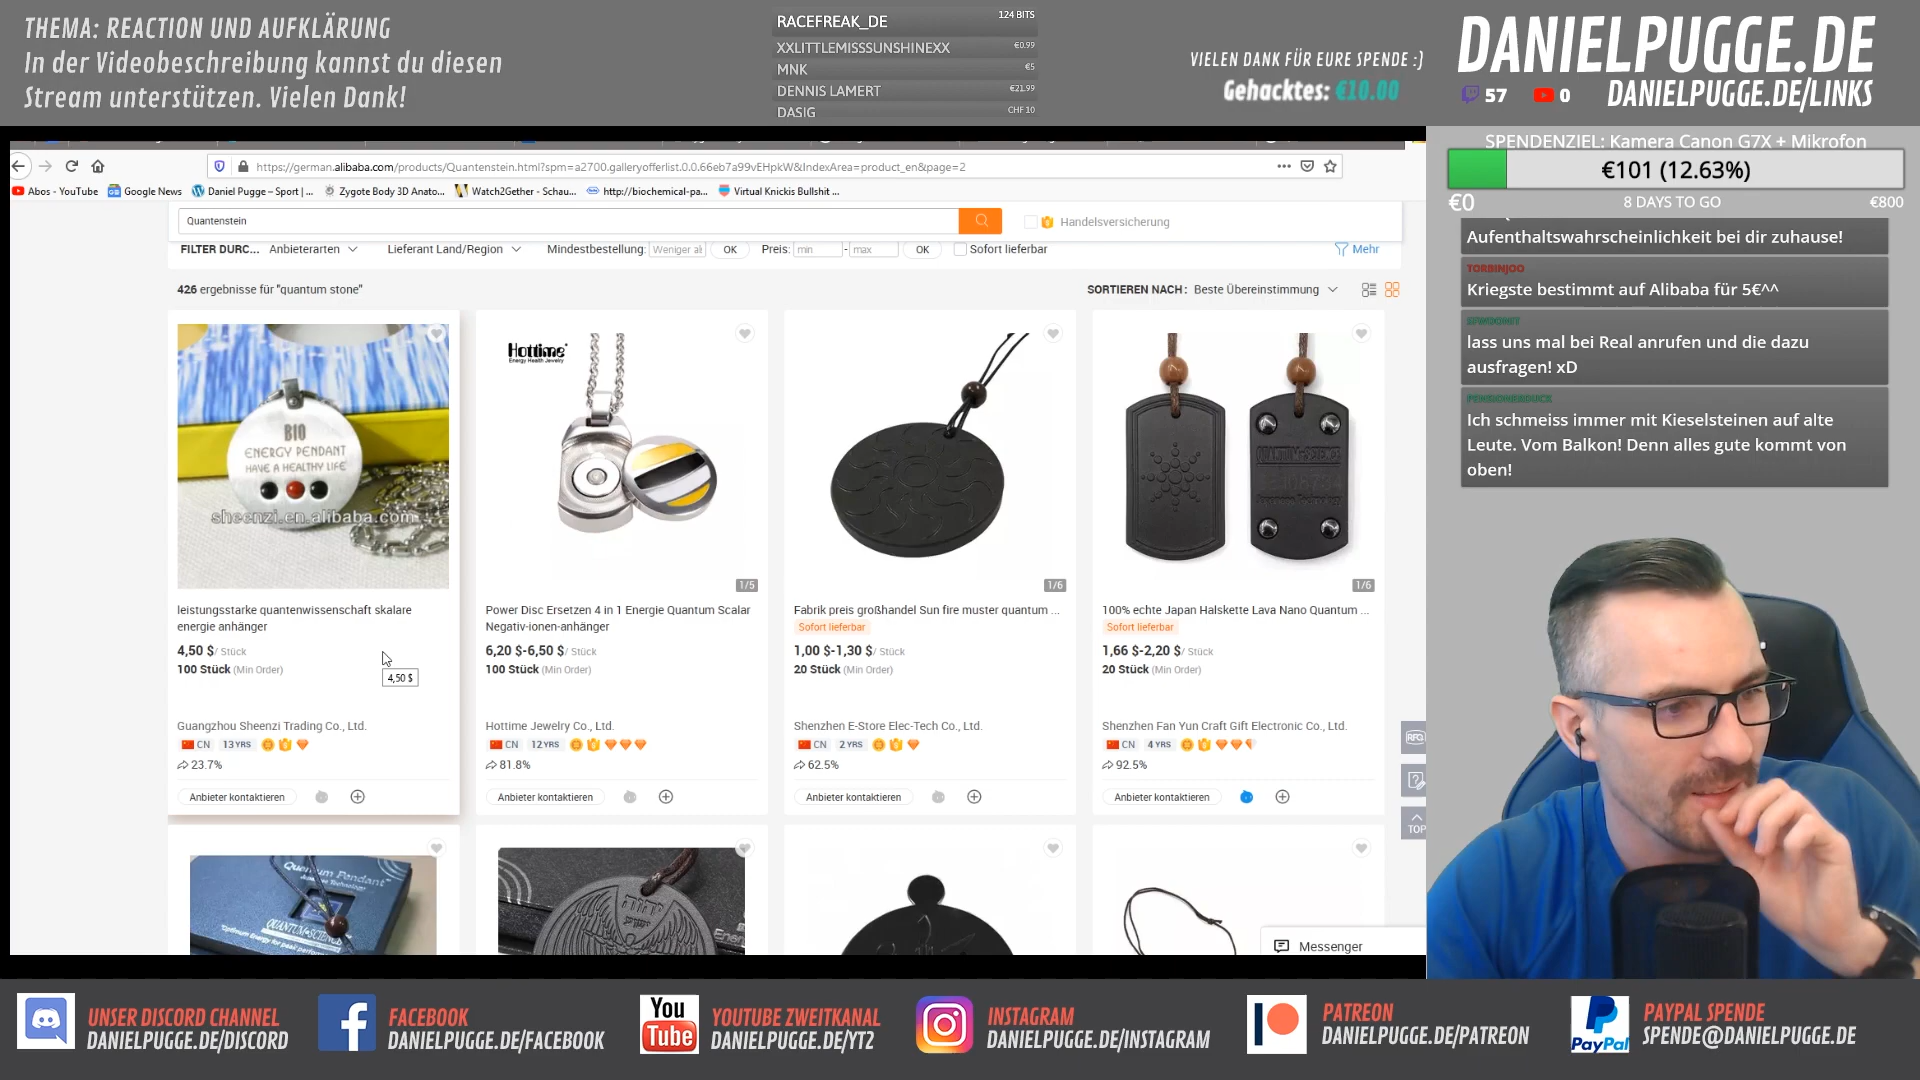 THEMA: REACTION UND AUFKLÄRUNG
In der Videobeschreibung kannst du diesen
Stream unterstützen. Vielen Dank!
RACEFREAK_DE 124 BITS
XXLITTLEMISSSUNSHINEXX €0.99
MNK €5
DENNIS LAMERT €21.99
DASIG CHF 10
VIELEN DANK FÜR EURE SPENDE :)
Gehacktes: €10.00
DANIELPUGGE.DE
57 0 DANIELPUGGE.DE/LINKS
SPENDENZIEL: Kamera Canon G7X + Mikrofon
€101 (12.63%)
€0 8 DAYS TO GO €800
Aufenthaltswahrscheinlichkeit bei dir zuhause!
TORBINJOO
Kriegste bestimmt auf Alibaba für 5€^^
lass uns mal bei Real anrufen und die dazu
ausfragen! xD
Ich schmeiss immer mit Kieselsteinen auf alte
Leute. Vom Balkon! Denn alles gute kommt von
oben!
https://german.alibaba.com/products/Quantenstein.html?spm=a2700.galleryofferlist.0.0.66eb7a99vEHpkW&IndexArea=product_en&page=2
Abos - YouTube Google News Daniel Pugge – Sport | ... Zygote Body 3D Anato... Watch2Gether - Schau... http://biochemical-pa... Virtual Knickis Bullshit ...
Quantenstein Handelsversicherung
FILTER DURC... Anbieterarten Lieferant Land/Region Mindestbestellung: Weniger al OK Preis: min - max OK Sofort lieferbar Mehr
426 ergebnisse für "quantum stone" SORTIEREN NACH: Beste Übereinstimmung
BIO
ENERGY PENDANT
HAVE A HEALTHY LIFE
sheenzi.en.alibaba.com
leistungsstarke quantenwissenschaft skalare
energie anhänger
4,50 $/ Stück
100 Stück (Min Order)
4,50 $
Guangzhou Sheenzi Trading Co., Ltd.
CN 13 YRS
23.7%
Anbieter kontaktieren
Hottime
Energy Health Jewelry
1/5
Power Disc Ersetzen 4 in 1 Energie Quantum Scalar
Negativ-ionen-anhänger
6,20 $-6,50 $/ Stück
100 Stück (Min Order)
Hottime Jewelry Co., Ltd.
CN 12 YRS
81.8%
Anbieter kontaktieren
1/6
Fabrik preis großhandel Sun fire muster quantum ...
Sofort lieferbar
1,00 $-1,30 $/ Stück
20 Stück (Min Order)
Shenzhen E-Store Elec-Tech Co., Ltd.
CN 2 YRS
62.5%
Anbieter kontaktieren
1/6
100% echte Japan Halskette Lava Nano Quantum ...
Sofort lieferbar
1,66 $-2,20 $/ Stück
20 Stück (Min Order)
Shenzhen Fan Yun Craft Gift Electronic Co., Ltd.
CN 4 YRS
92.5%
Anbieter kontaktieren
RFQ
TOP
Quantum Pendant
QUANTUM SCIENCE
Messenger
UNSER DISCORD CHANNEL
DANIELPUGGE.DE/DISCORD
FACEBOOK
DANIELPUGGE.DE/FACEBOOK
You
Tube
YOUTUBE ZWEITKANAL
DANIELPUGGE.DE/YT2
INSTAGRAM
DANIELPUGGE.DE/INSTAGRAM
PATREON
DANIELPUGGE.DE/PATREON
PayPal
PAYPAL SPENDE
SPENDE@DANIELPUGGE.DE